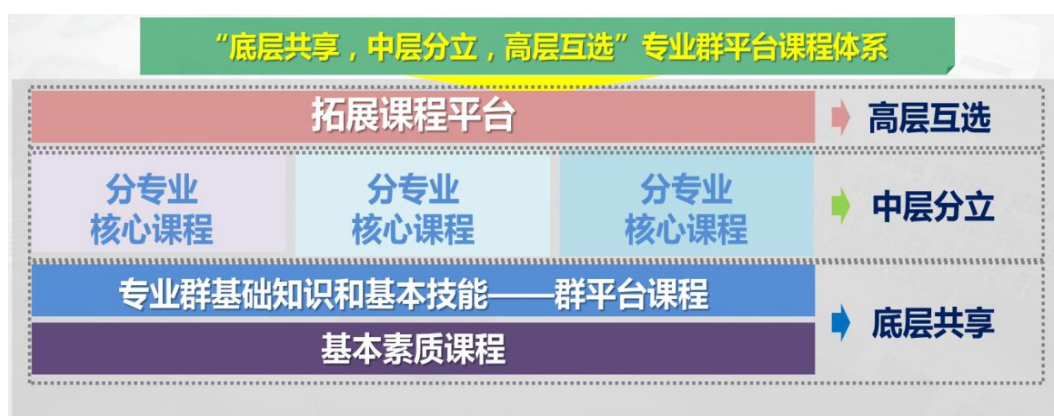 “底层共享，中层分立，高层互选”专业群平台课程体系
拓展课程平台
高层互选
分专业
核心课程
分专业
核心课程
分专业
核心课程
中层分立
专业群基础知识和基本技能——群平台课程
基本素质课程
底层共享